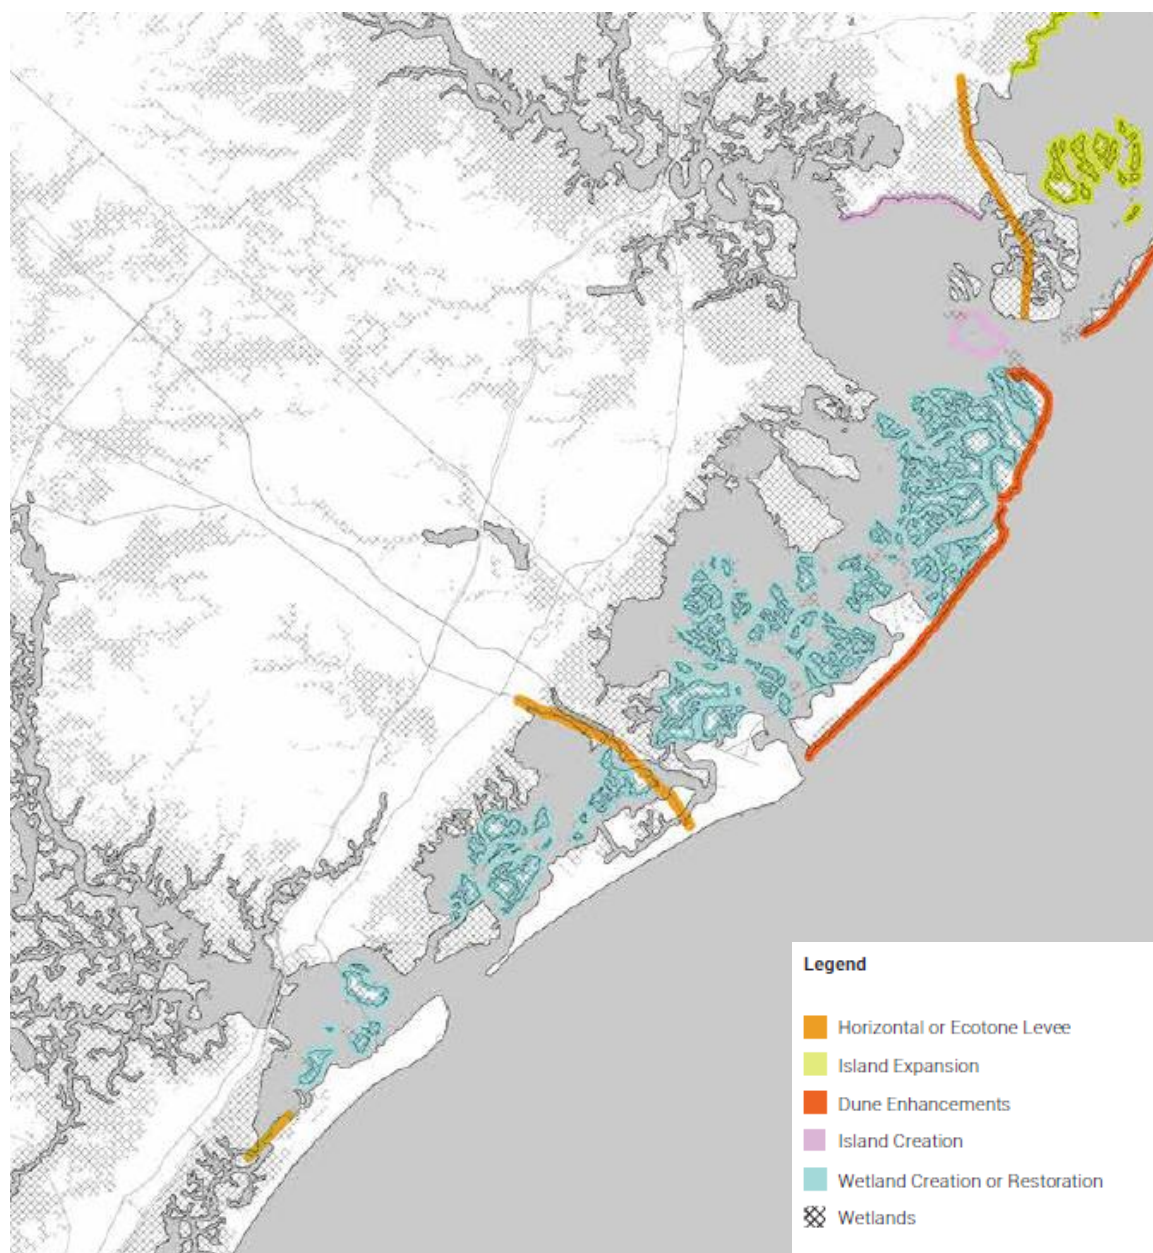 Legend
Horizontal or Ecotone Levee
Island Expansion
Dune Enhancements
Island Creation
Wetland Creation or Restoration
Wetlands